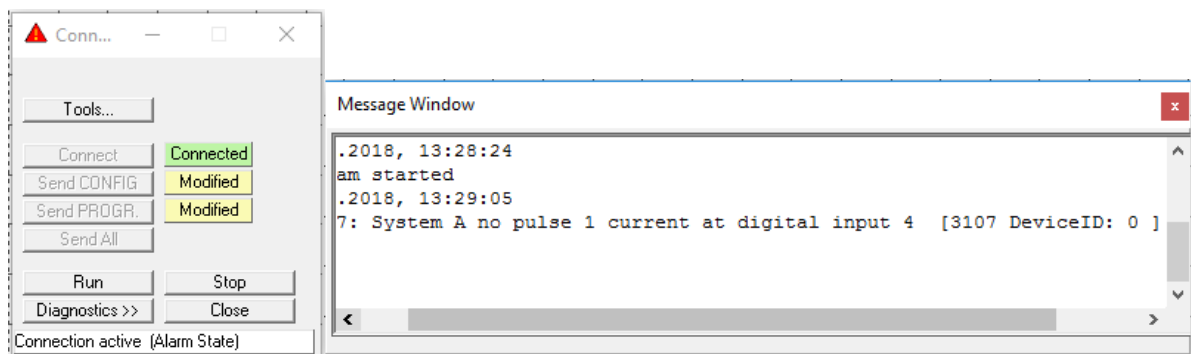 Conn...
Tools...
Connect Connected
Send CONFIG Modified
Send PROGR. Modified
Send All
Run Stop
Diagnostics >> Close
Connection active (Alarm State)
Message Window
.2018, 13:28:24
am started
.2018, 13:29:05
7: System A no pulse 1 current at digital input 4 [3107 DeviceID: 0 ]